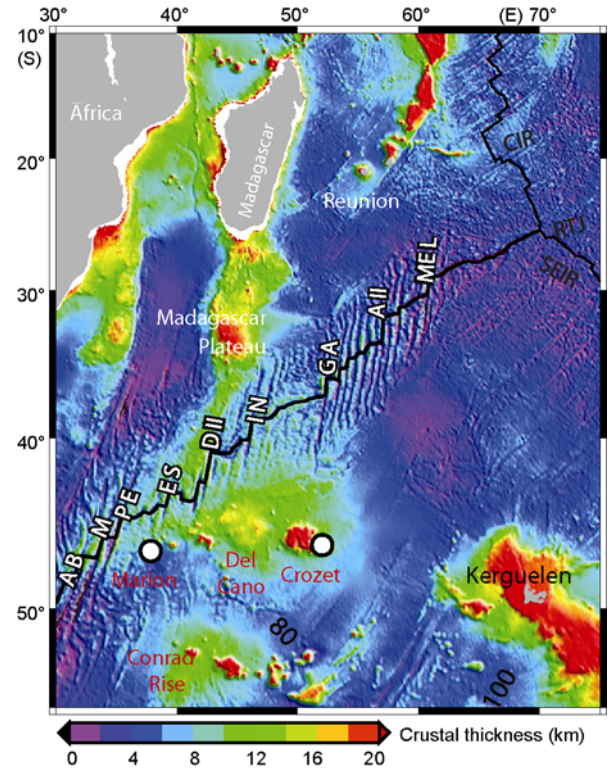 30° 40° 50° 60° (E) 70°
10°
(S)
Africa
Madagascar
CIR
20°
Reunion
RTJ
SEIR
MEL
30°
AII
Madagascar
Plateau
GA
IN
40°
DII
ES
PE
M
AB
Marion
Del
Cano
Crozet
Kerguelen
50°
80
Conrad
Rise
100
Crustal thickness (km)
0 4 8 12 16 20